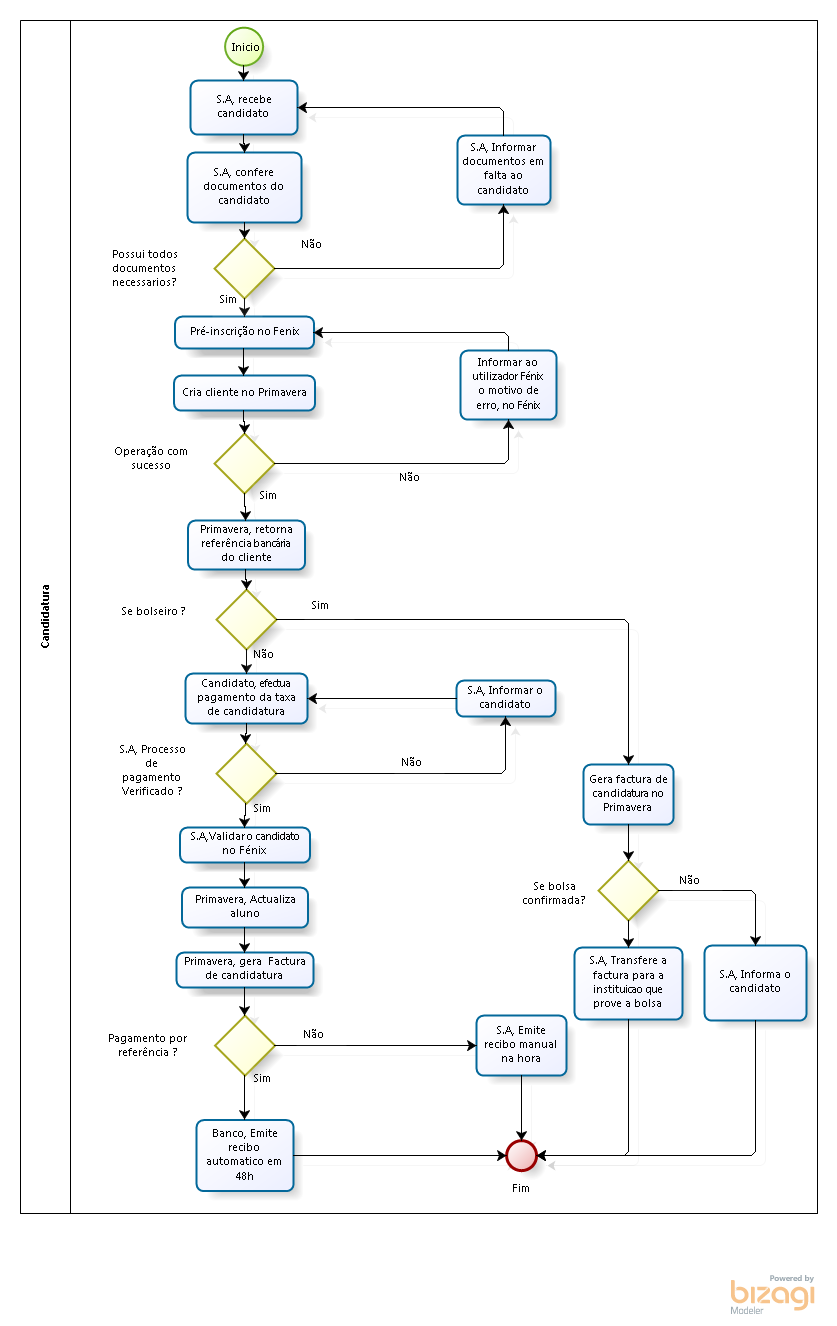 Candidatura
Inicio
S.A, recebe
candidato
S.A, confere
documentos do
candidato
S.A, Informar
documentos em
falta ao
candidato
Possui todos
documentos
necessarios?
Não
Sim
Pré-inscrição no Fenix
Cria cliente no Primavera
Informar ao
utilizador Fénix
o motivo de
erro, no Fénix
Operação com
sucesso
Não
Sim
Primavera, retorna
referência bancária
do cliente
Se bolseiro ?
Sim
Não
Candidato, efectua
pagamento da taxa
de candidatura
S.A, Informar o
candidato
S.A, Processo
de
pagamento
Verificado ?
Não
Sim
Gera factura de
candidatura no
Primavera
S.A,Validar o candidato
no Fénix
Primavera, Actualiza
aluno
Se bolsa
confirmada?
Não
Primavera, gera Factura
de candidatura
S.A, Transfere a
factura para a
instituicao que
prove a bolsa
S.A, Informa o
candidato
Pagamento por
referência ?
Não
Sim
S.A, Emite
recibo manual
na hora
Banco, Emite
recibo
automatico em
48h
Fim
Powered by
bizagi
Modeler